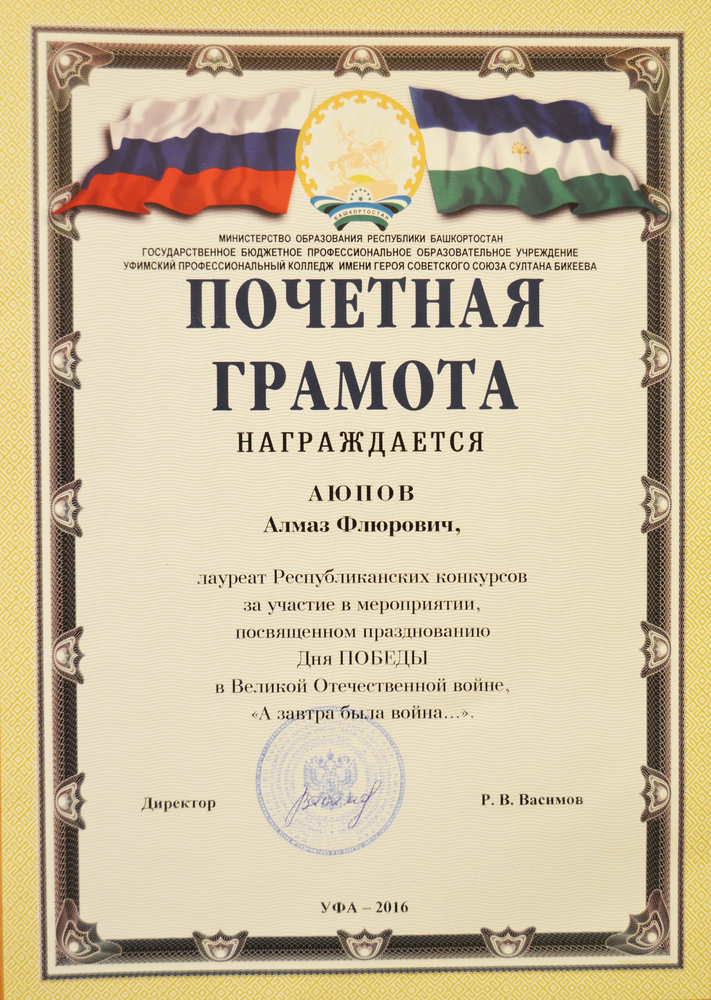 БАШКОРТОСТАН
МИНИСТЕРСТВО ОБРАЗОВАНИЯ РЕСПУБЛИКИ БАШКОРТОСТАН
ГОСУДАРСТВЕННОЕ БЮДЖЕТНОЕ ПРОФЕССИОНАЛЬНОЕ ОБРАЗОВАТЕЛЬНОЕ УЧРЕЖДЕНИЕ
УФИМСКИЙ ПРОФЕССИОНАЛЬНЫЙ КОЛЛЕДЖ ИМЕНИ ГЕРОЯ СОВЕТСКОГО СОЮЗА СУЛТАНА БИКЕЕВА
ПОЧЕТНАЯ
ГРАМОТА
НАГРАЖДАЕТСЯ
АЮПОВ
Алмаз Флюрович,
лауреат Республиканских конкурсов
за участие в мероприятии,
посвященном празднованию
Дня ПОБЕДЫ
в Великой Отечественной войне,
«А завтра была война...».
Директор
Р. В. Васимов
УФА – 2016